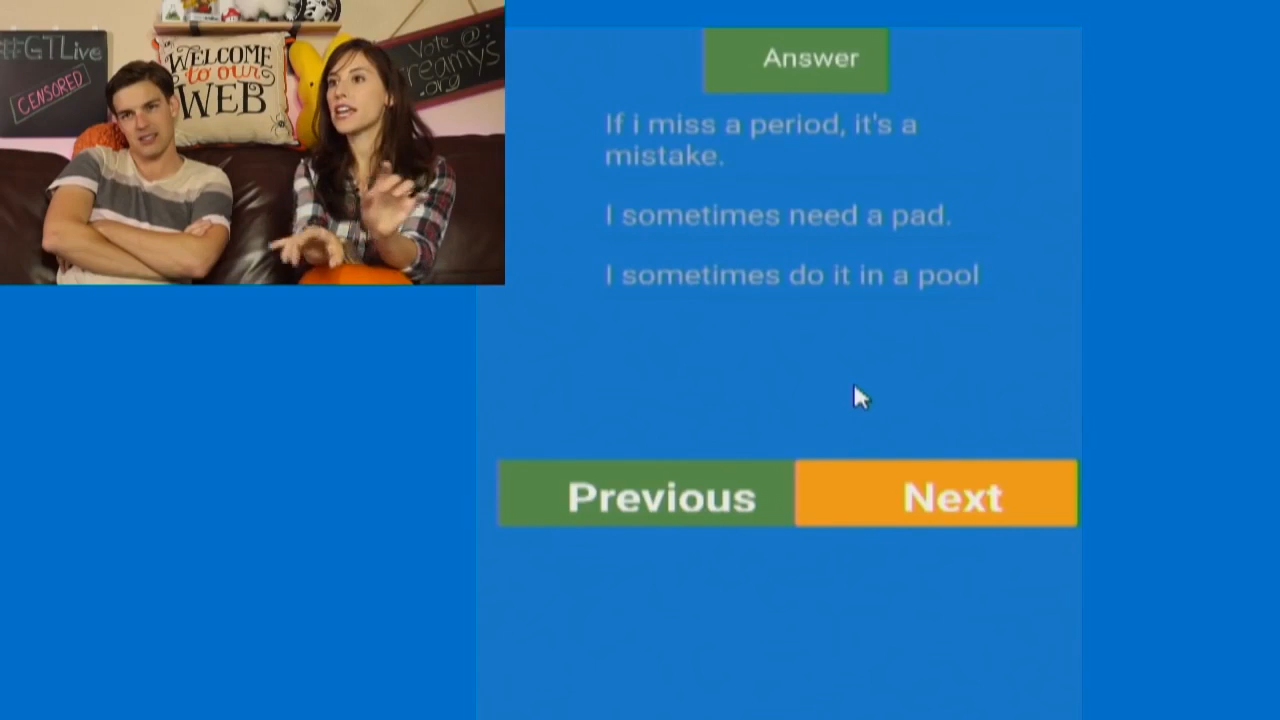 #GTLive
CENSORED
WELCOME
to our
WEB
Vote @:
reamys
.org
Answer
If i miss a period, it's a
mistake.
I sometimes need a pad.
I sometimes do it in a pool
Previous
Next